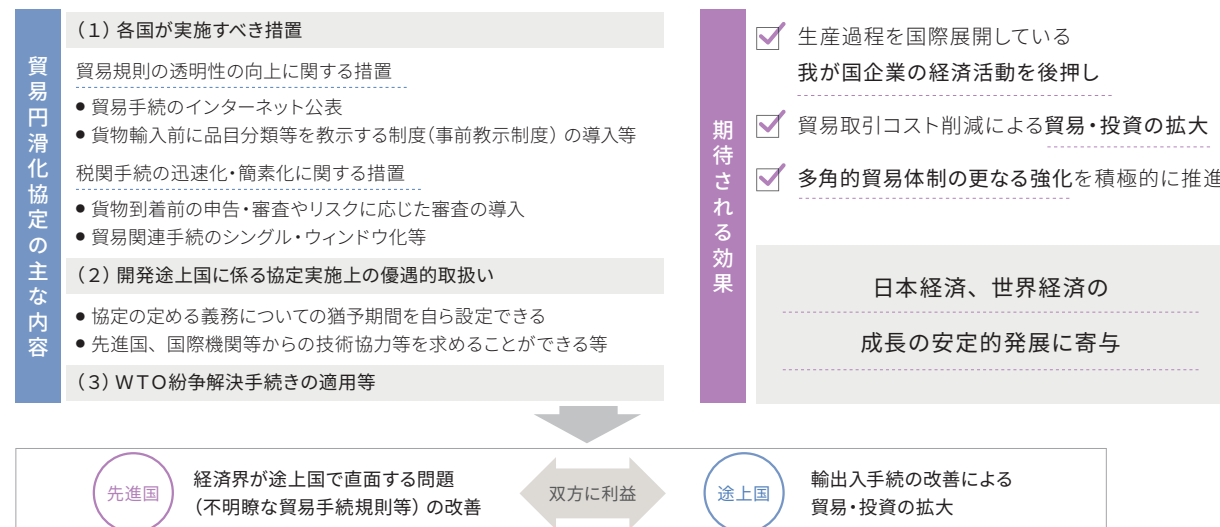 貿易円滑化協定の主な内容
（１）各国が実施すべき措置
貿易規則の透明性の向上に関する措置
●貿易手続のインターネット公表
●貨物輸入前に品目分類等を教示する制度（事前教示制度）の導入等
税関手続の迅速化・簡素化に関する措置
●貨物到着前の申告・審査やリスクに応じた審査の導入
●貿易関連手続のシングル・ウィンドウ化等
（２）開発途上国に係る協定実施上の優遇的取扱い
●協定の定める義務についての猶予期間を自ら設定できる
●先進国、国際機関等からの技術協力等を求めることができる等
（３）ＷＴＯ紛争解決手続きの適用等
期待される効果
生産過程を国際展開している
我が国企業の経済活動を後押し
貿易取引コスト削減による貿易・投資の拡大
多角的貿易体制の更なる強化を積極的に推進
日本経済、世界経済の
成長の安定的発展に寄与
先進国
経済界が途上国で直面する問題
（不明瞭な貿易手続規則等）の改善
双方に利益
途上国
輸出入手続の改善による
貿易・投資の拡大